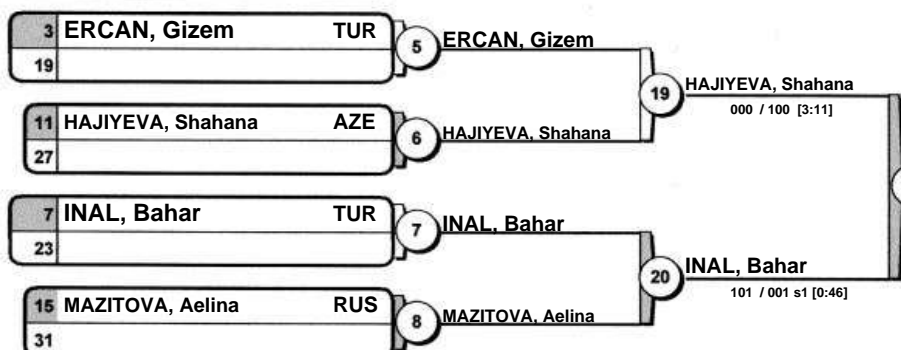 3 ERCAN, Gizem TUR
19
5 ERCAN, Gizem
11 HAJIYEVA, Shahana AZE
27
6 HAJIYEVA, Shahana
19 HAJIYEVA, Shahana
000 / 100 [3:11]
7 INAL, Bahar TUR
23
7 INAL, Bahar
15 MAZITOVA, Aelina RUS
31
8 MAZITOVA, Aelina
20 INAL, Bahar
101 / 001 s1 [0:46]